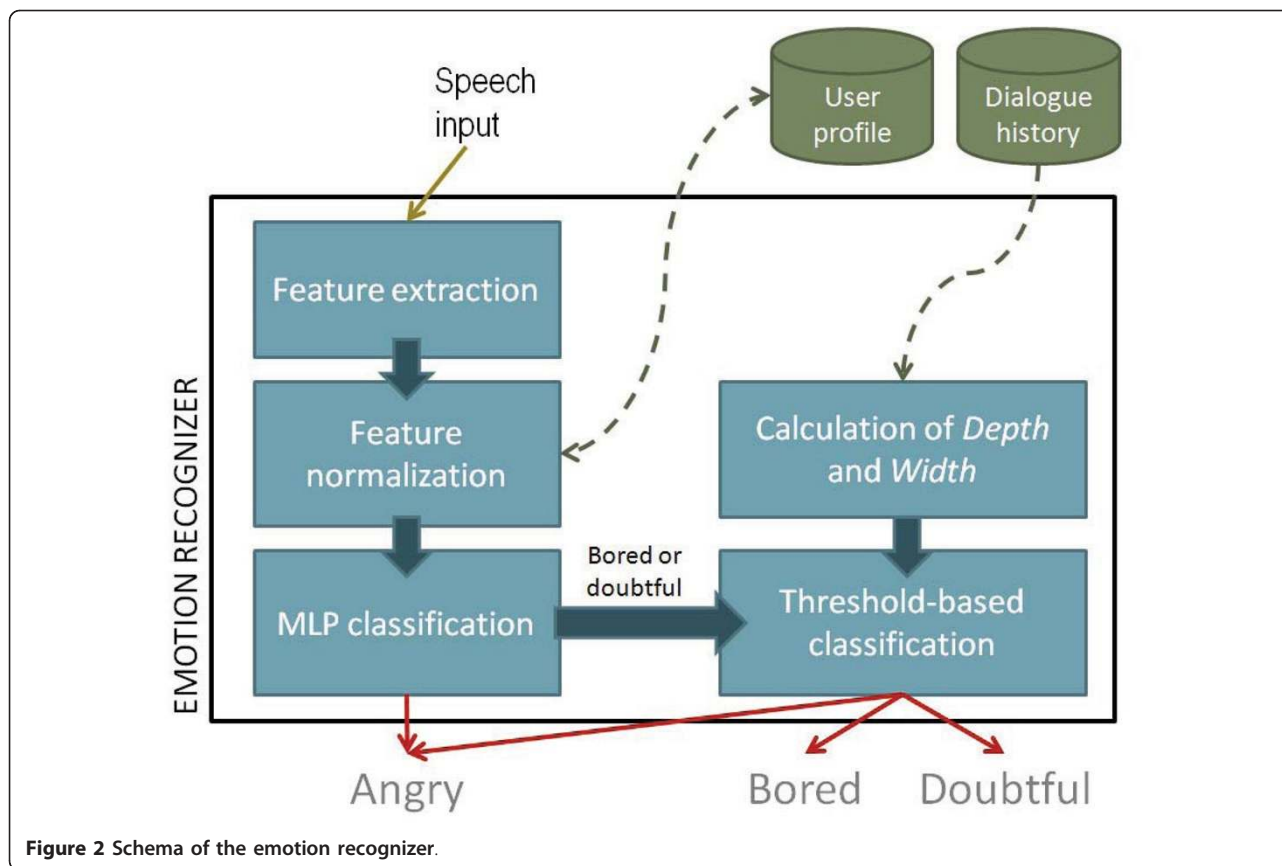 Speech
input
User
profile
Dialogue
history
EMOTION RECOGNIZER
Feature extraction
Feature
normalization
Calculation of Depth
and Width
MLP classification
Bored or
doubtful
Threshold-based
classification
Angry
Bored
Doubtful
Figure 2 Schema of the emotion recognizer.